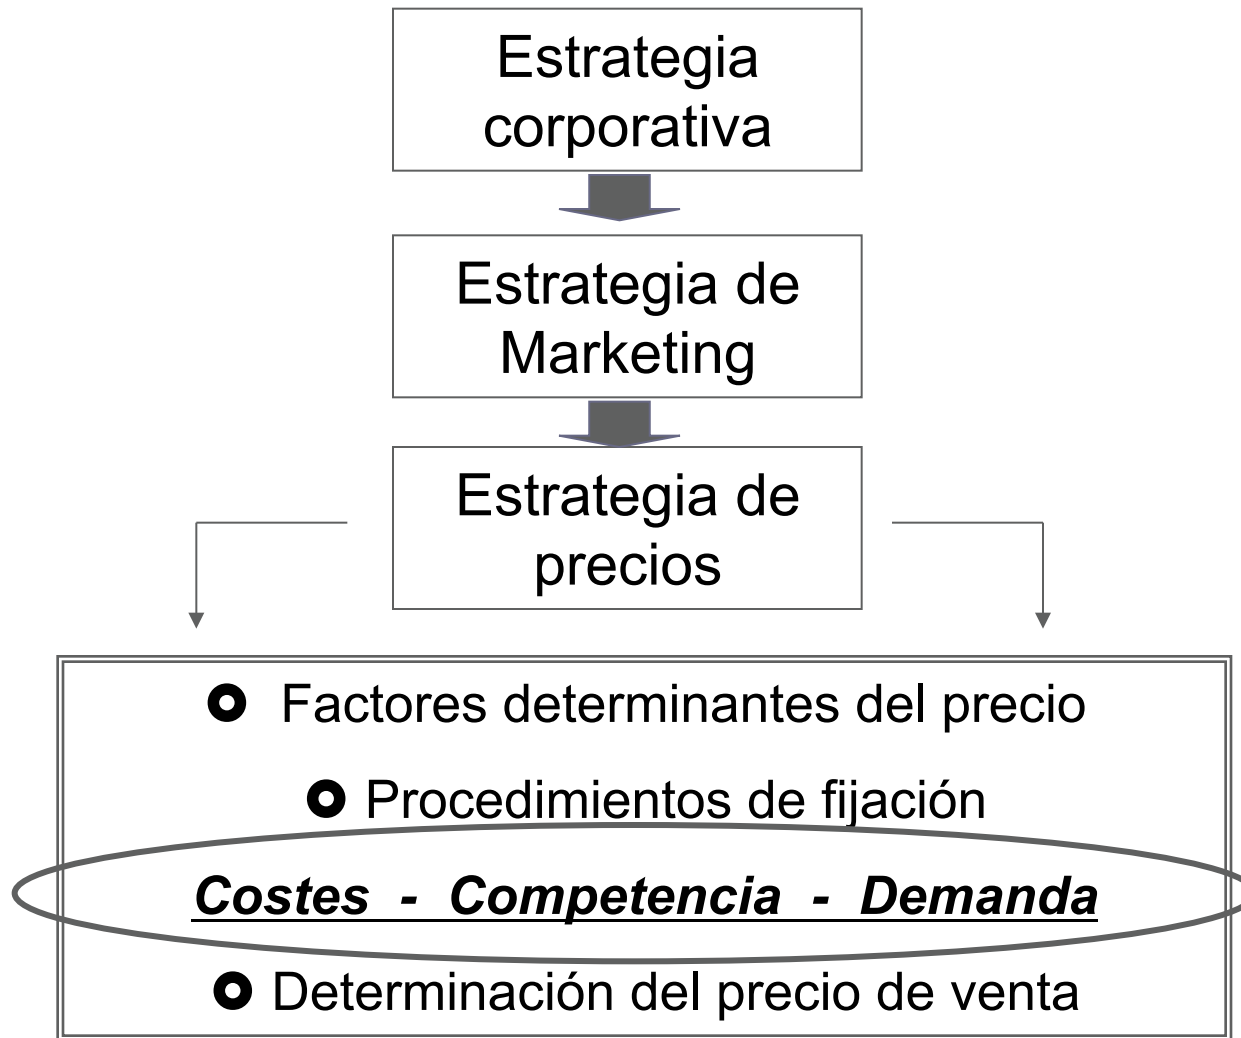 Estrategia
corporativa
Estrategia de
Marketing
Estrategia de
precios
Factores determinantes del precio
Procedimientos de fijación
Costes - Competencia - Demanda
Determinación del precio de venta